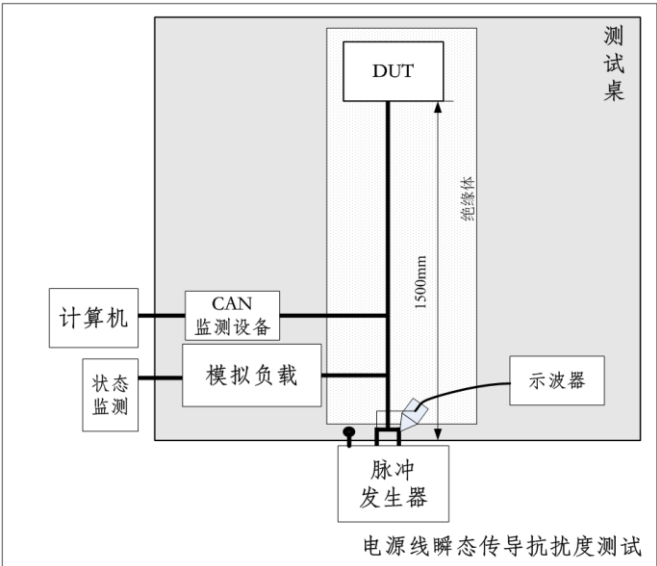 测试桌
DUT
绝缘体
1500mm
CAN
监测设备
计算机
模拟负载
状态
监测
示波器
脉冲
发生器
电源线瞬态传导抗扰度测试